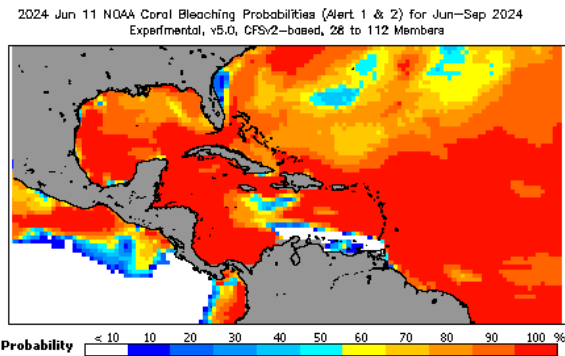 2024 Jun 11 NOAA Coral Bleaching Probabilities (Alert 1 & 2) for Jun-Sep 2024
Experimental, v5.0, CFSv2-based, 28 to 112 Members
Probability < 10 10 20 30 40 50 60 70 80 90 100 %